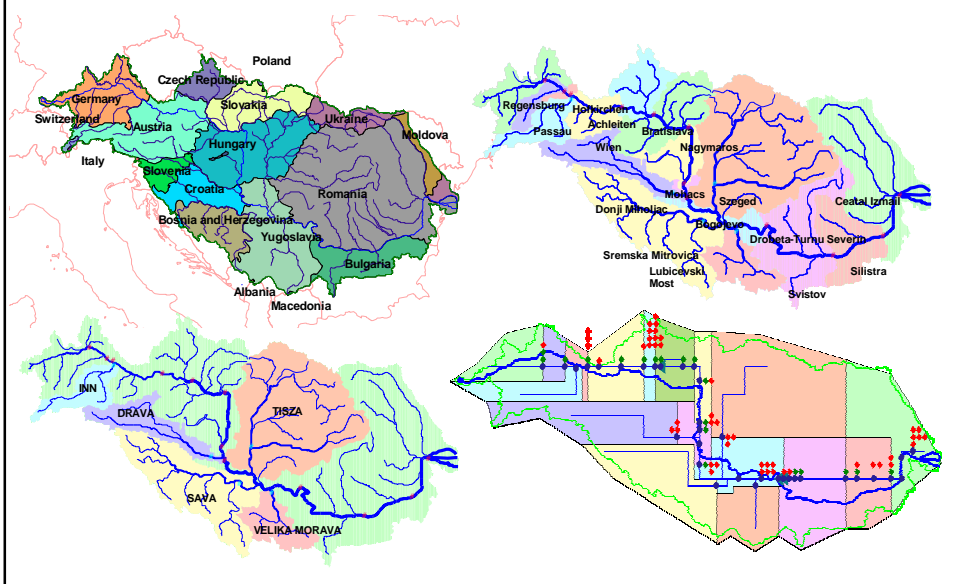 Poland
Czech Republic
Germany
Slovakia
Switzerland
Ukraine
Austria
Moldova
Hungary
Italy
Slovenia
Croatia
Romania
Bosnia and Herzegovina
Yugoslavia
Bulgaria
Albania
Macedonia
Regensburg
Hofkirchen
Passau
Achleiten
Bratislava
Wien
Nagymaros
Mohacs
Szeged
Ceatal Izmail
Donji Miholjac
Bogojevo
Drobeta-Turnu Severin
Sremska Mitrovica
Lubicevski
Most
Silistra
Svistov
INN
DRAVA
TISZA
SAVA
VELIKA MORAVA